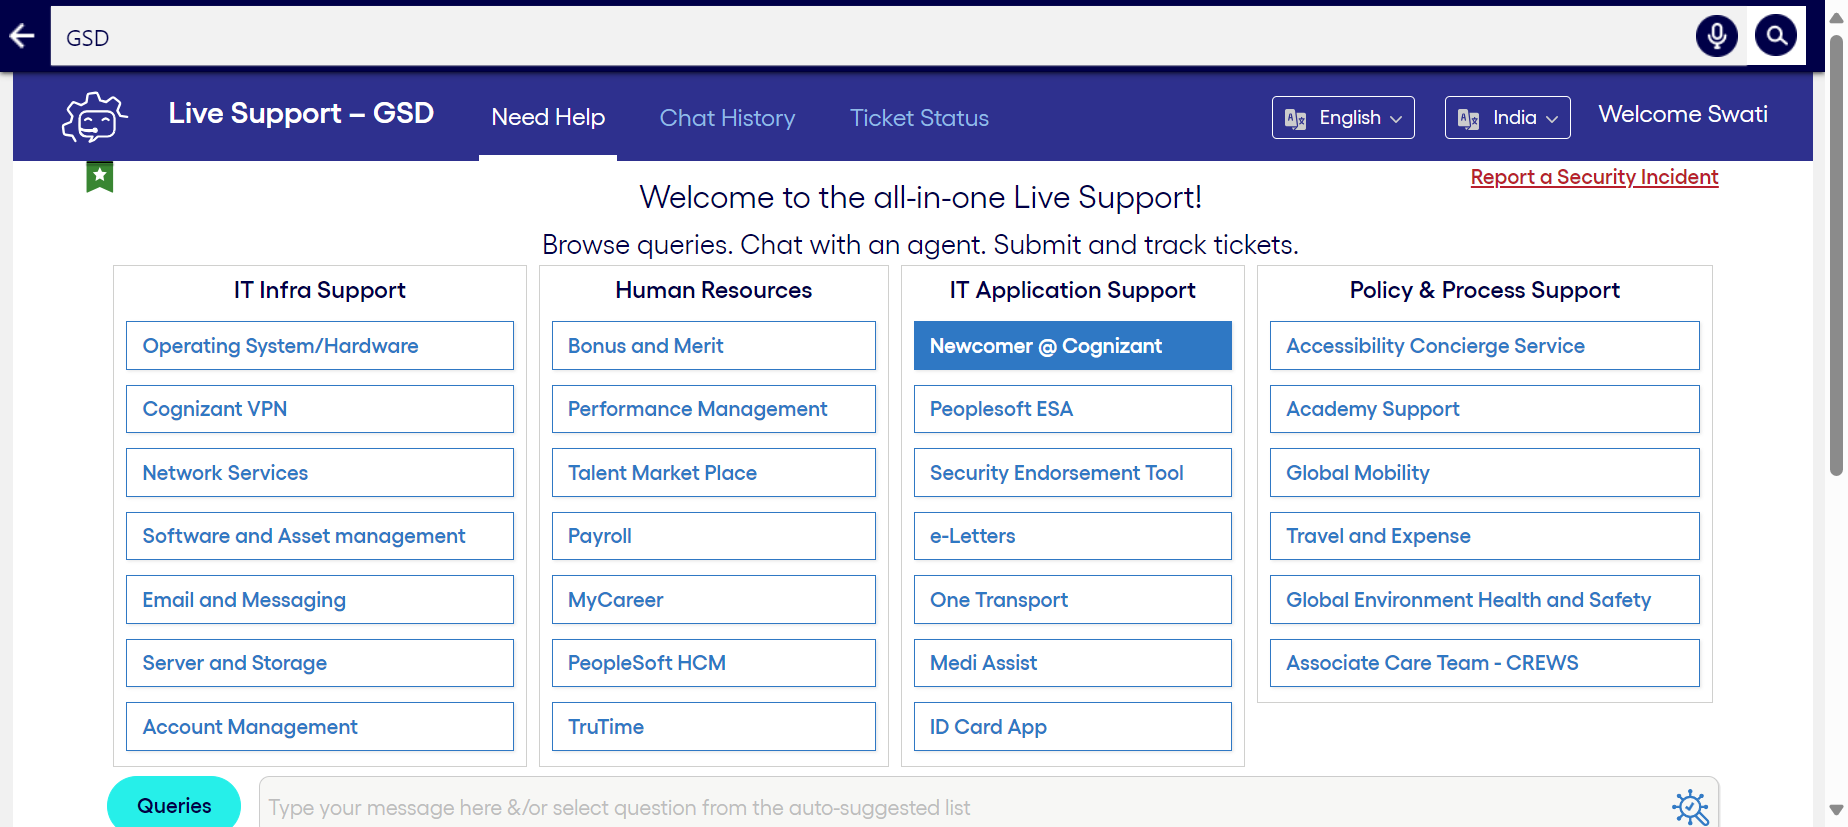 GSD
Live Support – GSD
Need Help
Chat History
Ticket Status
English
India
Welcome Swati
Report a Security Incident
Welcome to the all-in-one Live Support!
Browse queries. Chat with an agent. Submit and track tickets.
IT Infra Support
Operating System/Hardware
Cognizant VPN
Network Services
Software and Asset management
Email and Messaging
Server and Storage
Account Management
Human Resources
Bonus and Merit
Performance Management
Talent Market Place
Payroll
MyCareer
PeopleSoft HCM
TruTime
IT Application Support
Newcomer @ Cognizant
Peoplesoft ESA
Security Endorsement Tool
e-Letters
One Transport
Medi Assist
ID Card App
Policy & Process Support
Accessibility Concierge Service
Academy Support
Global Mobility
Travel and Expense
Global Environment Health and Safety
Associate Care Team - CREWS
Queries
Type your message here &/or select question from the auto-suggested list